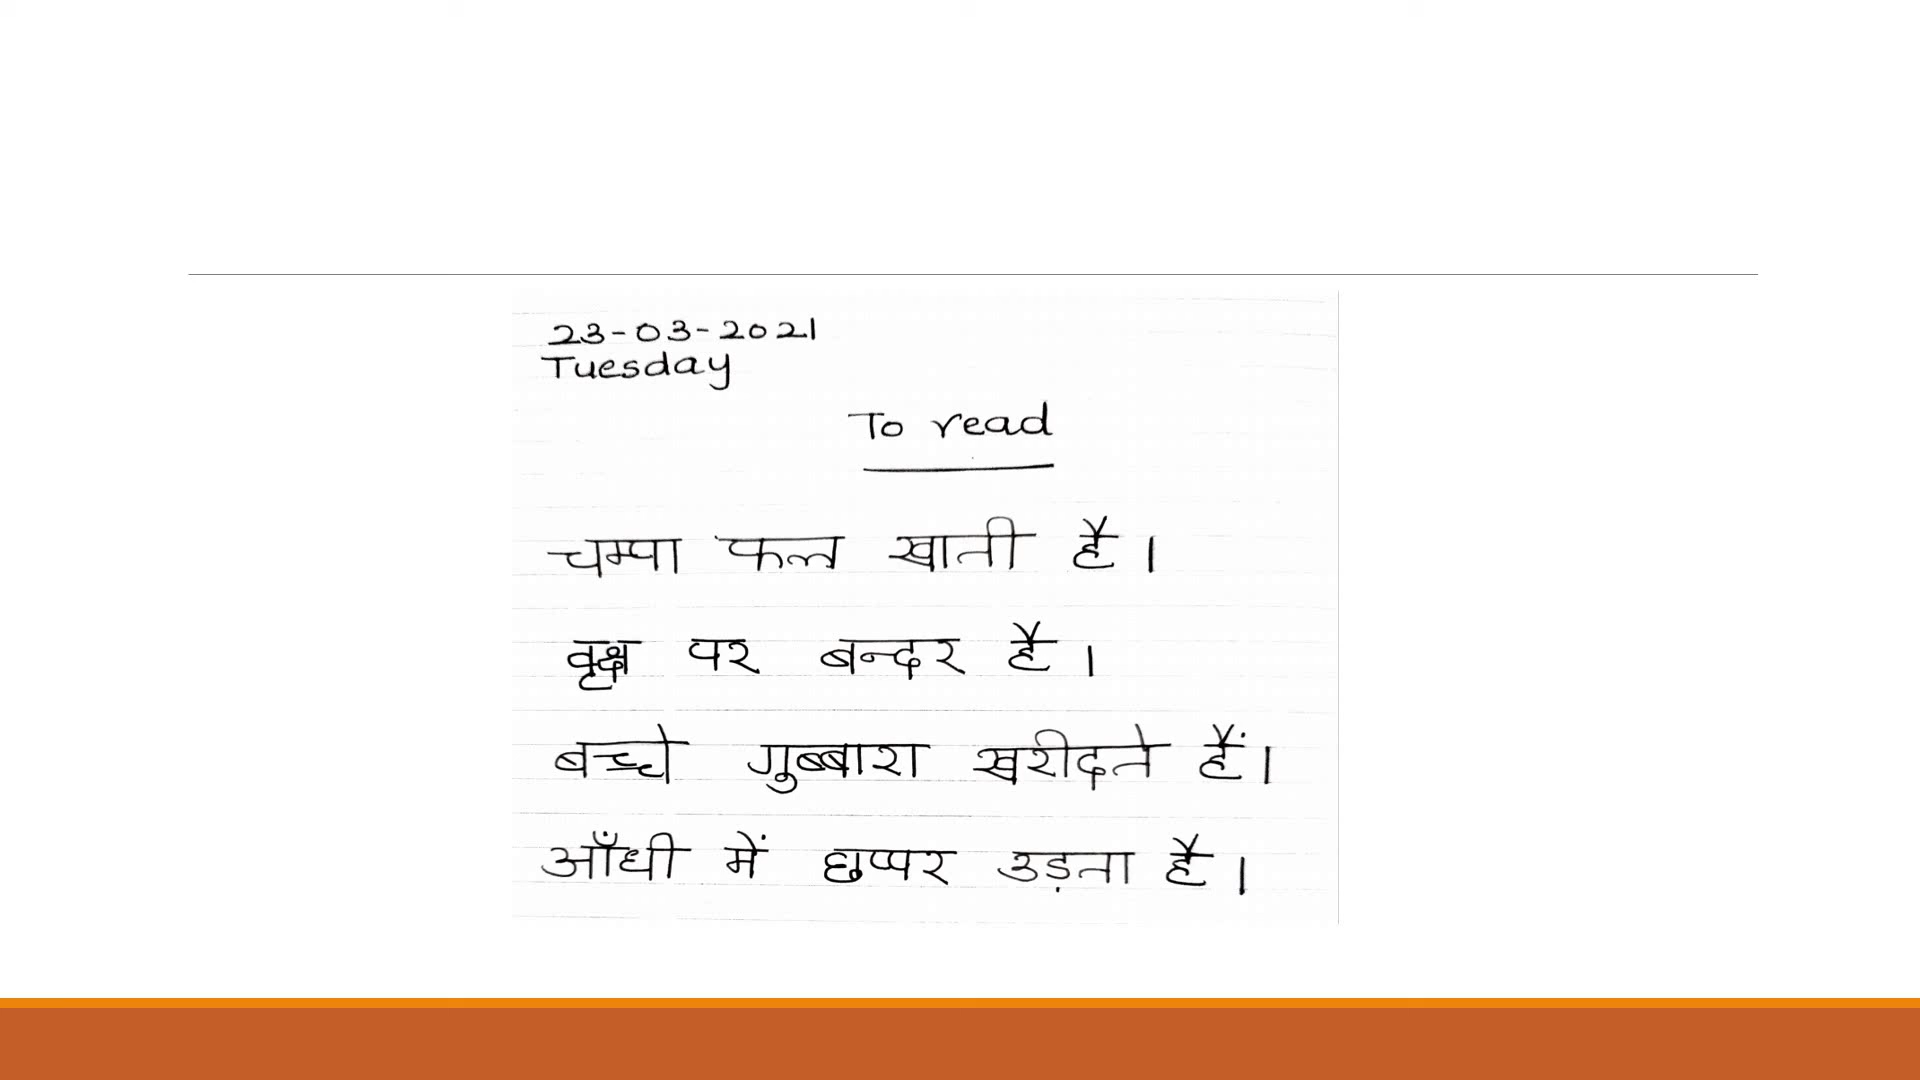 23-03-2021
Tuesday
To read
चम्पा फल खाती है।
वृक्ष पर बन्दर है।
बच्चे गुब्बारा खरीदते हैं।
आँधी में छप्पर उड़ता है।